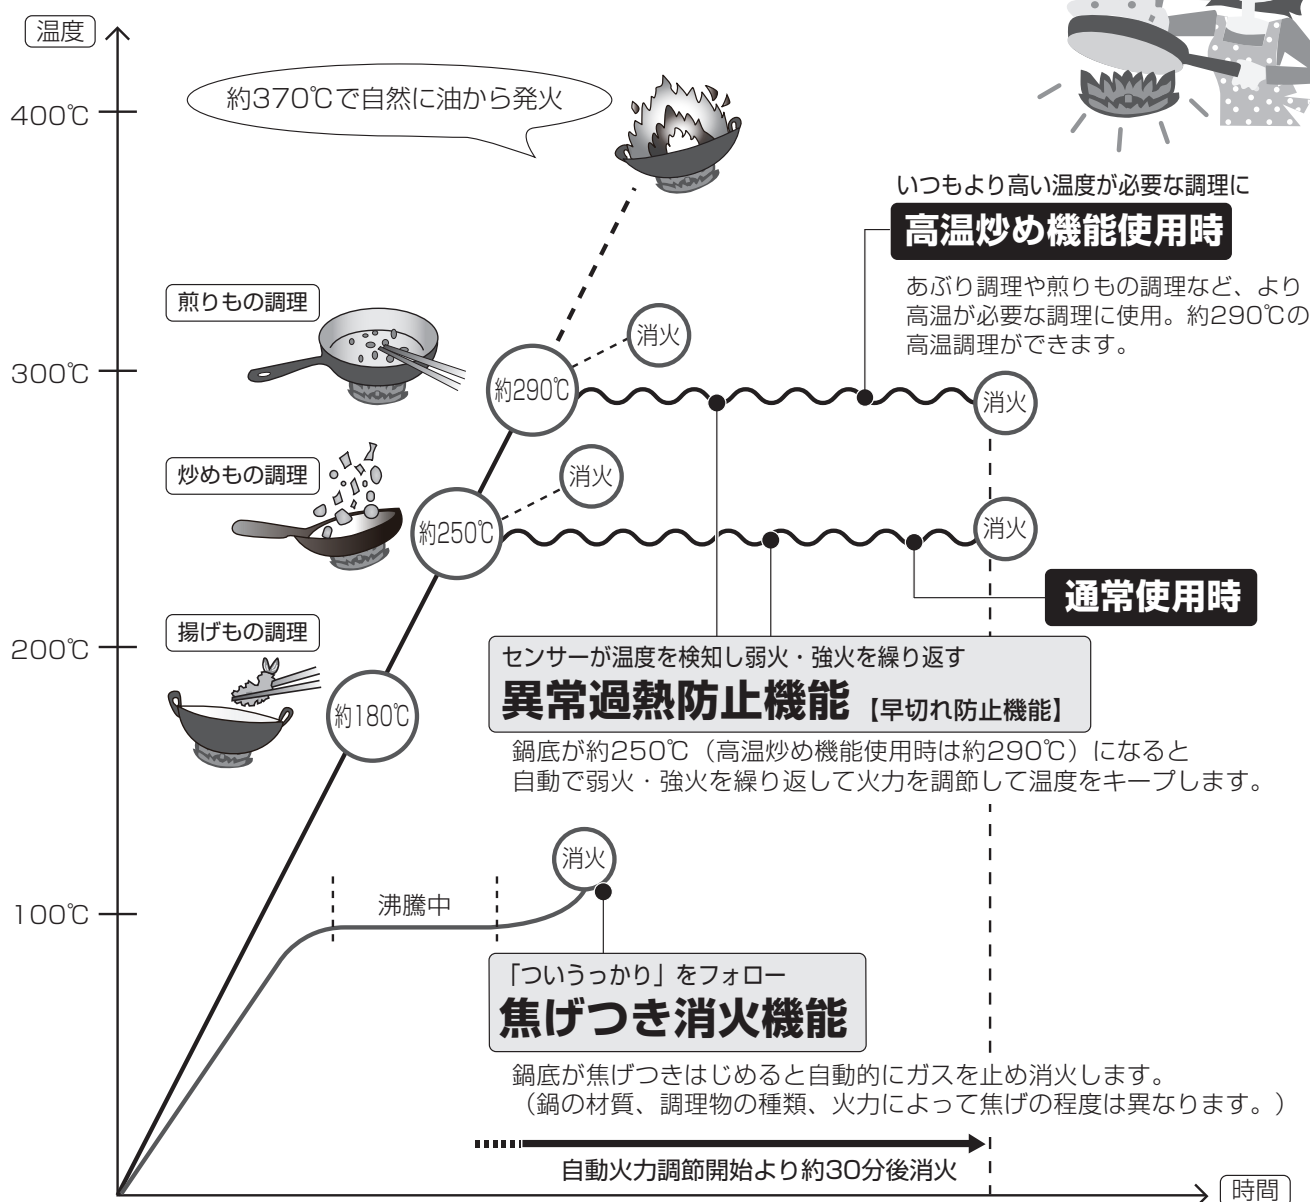 温度
400℃
約370℃で自然に油から発火
いつもより高い温度が必要な調理に
高温炒め機能使用時
あぶり調理や煎りもの調理など、より
高温が必要な調理に使用。約290℃の
高温調理ができます。
煎りもの調理
消火
300℃
約290℃
消火
炒めもの調理
消火
約250℃
消火
通常使用時
揚げもの調理
200℃
約180℃
センサーが温度を検知し弱火・強火を繰り返す
異常過熱防止機能【早切れ防止機能】
鍋底が約250℃（高温炒め機能使用時は約290℃）になると
自動で弱火・強火を繰り返して火力を調節して温度をキープします。
消火
100℃
沸騰中
「ついうっかり」をフォロー
焦げつき消火機能
鍋底が焦げつきはじめると自動的にガスを止め消火します。
（鍋の材質、調理物の種類、火力によって焦げの程度は異なります。）
自動火力調節開始より約30分後消火
時間